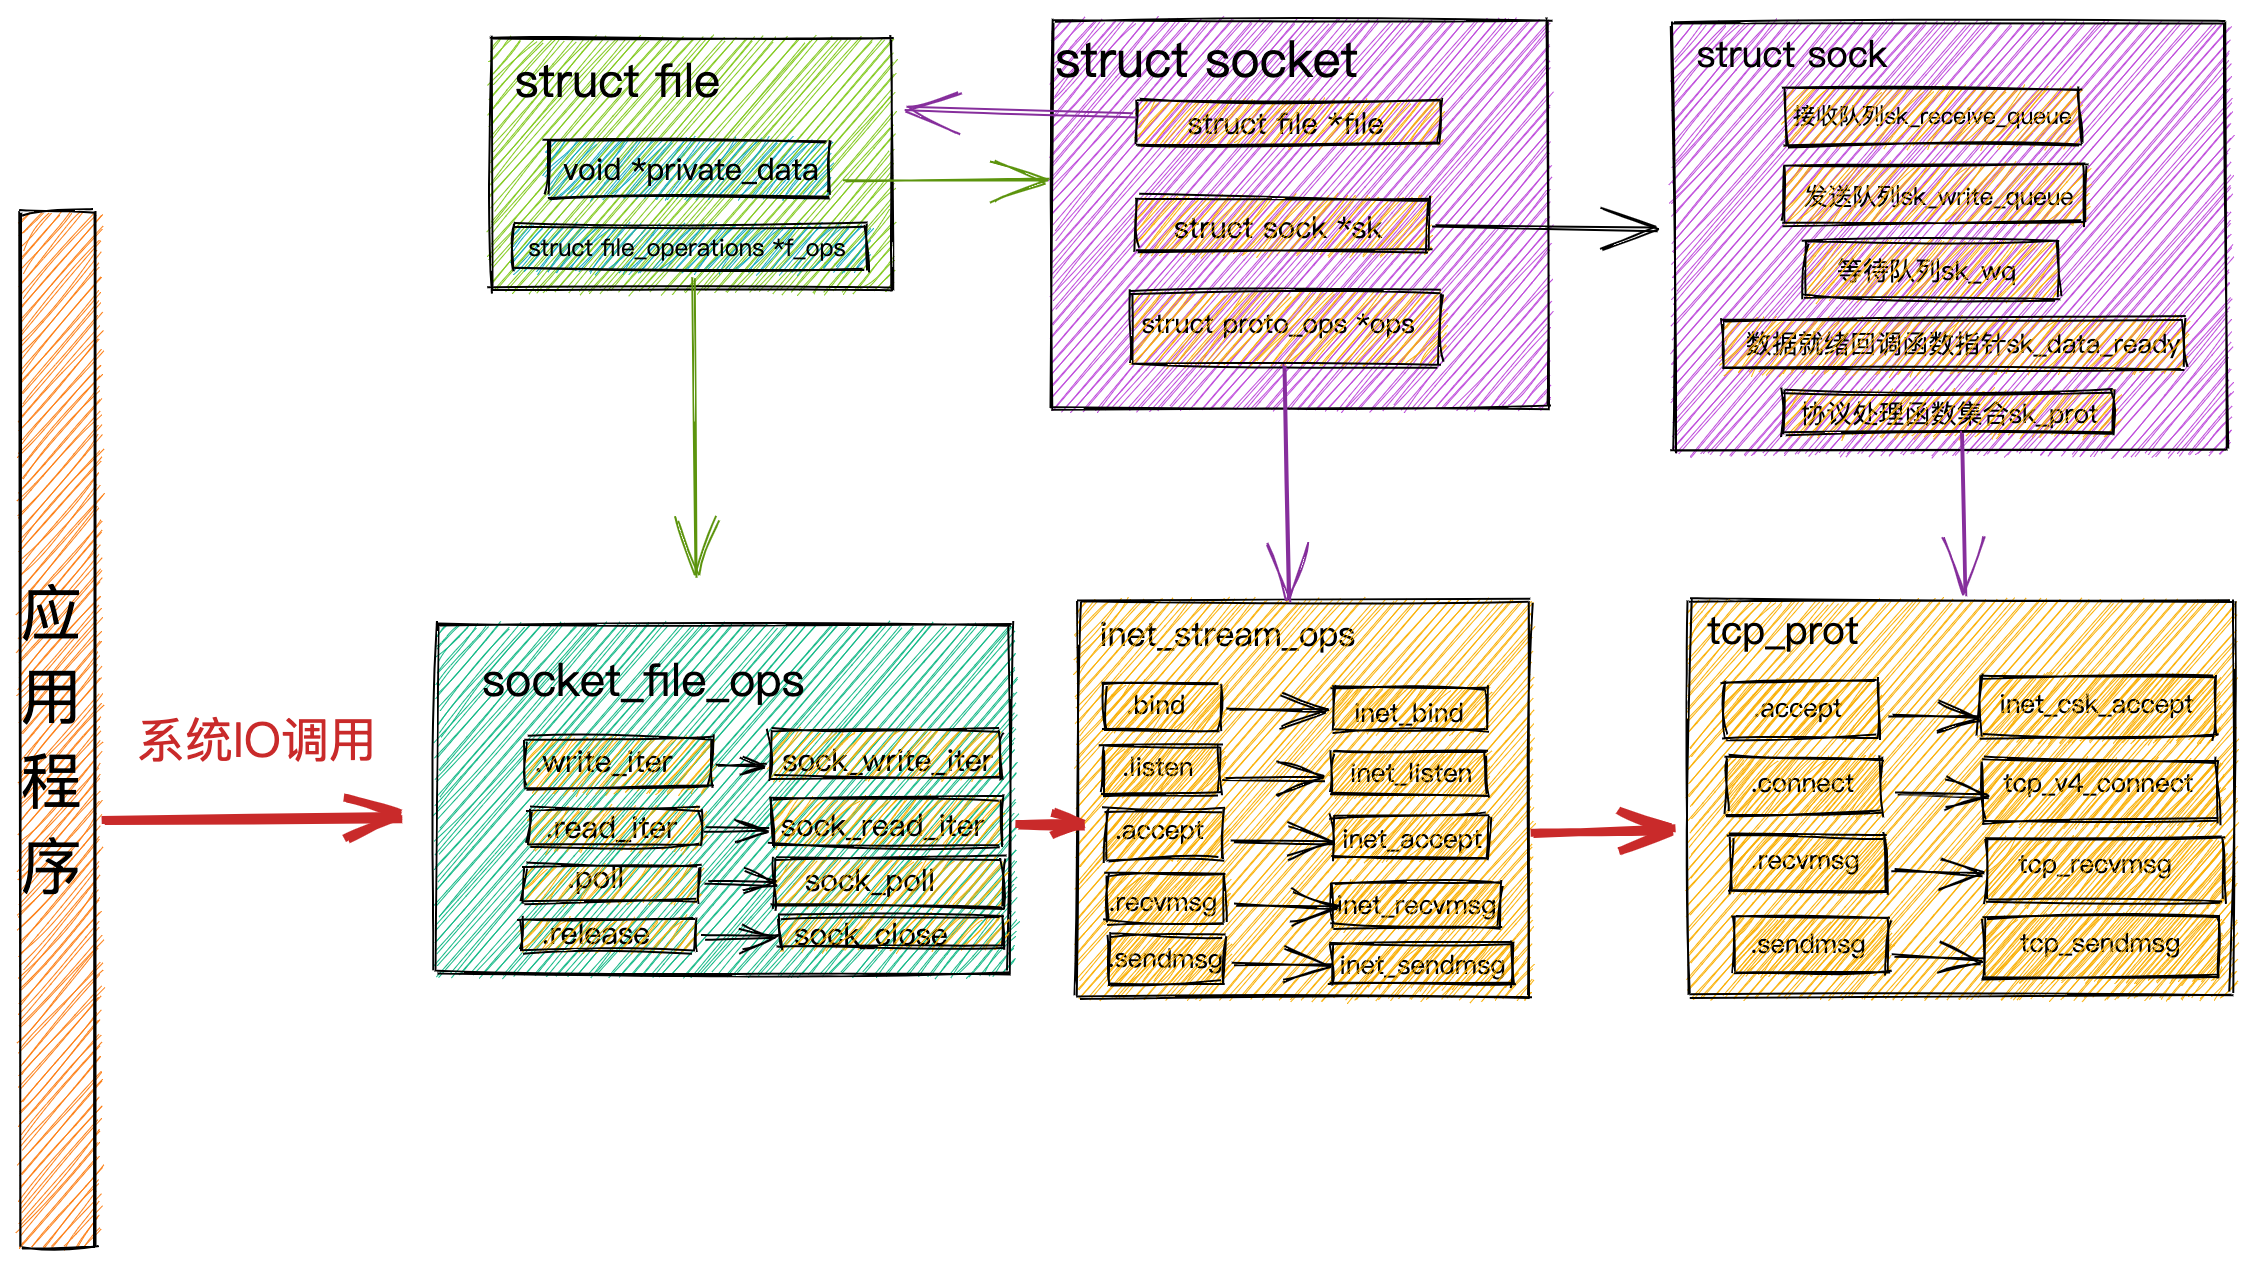 应用程序
系统IO调用
struct file
void *private_data
struct file_operations *f_ops
struct socket
struct file *file
struct sock *sk
struct proto_ops *ops
struct sock
接收队列sk_receive_queue
发送队列sk_write_queue
等待队列sk_wq
数据就绪回调函数指针sk_data_ready
协议处理函数集合sk_prot
socket_file_ops
.write_iter
sock_write_iter
.read_iter
sock_read_iter
.poll
sock_poll
.release
sock_close
inet_stream_ops
.bind
inet_bind
.listen
inet_listen
.accept
inet_accept
.recvmsg
inet_recvmsg
.sendmsg
inet_sendmsg
tcp_prot
.accept
inet_csk_accept
.connect
tcp_v4_connect
.recvmsg
tcp_recvmsg
.sendmsg
tcp_sendmsg